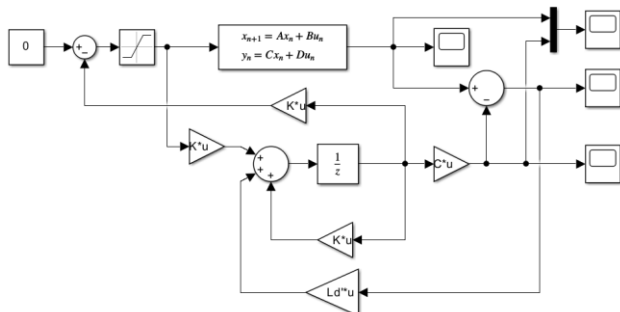 0
+
−
x_{n+1} = Ax_n + Bu_n
y_n = Cx_n + Du_n
+
−
K*u
K*u
+
+
+
1
z
C*u
K*u
Ld'*u